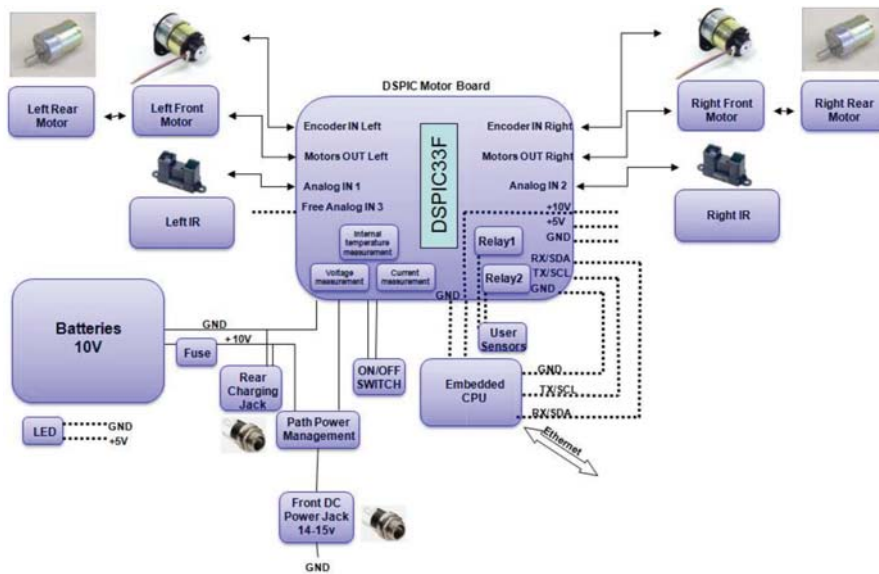 DSPIC Motor Board
Left Rear
Motor
Left Front
Motor
Right Front
Motor
Right Rear
Motor
Encoder IN Left
Encoder IN Right
Motors OUT Left
Motors OUT Right
Analog IN 1
Analog IN 2
Free Analog IN 3
DSPIC33F
Left IR
Right IR
+10V
+5V
GND
Internal
temperature
measurement
Voltage
measurement
Current
measurement
Relay1
Relay2
RX/SDA
TX/SCL
GND
GND
Batteries
10V
GND
+10V
Fuse
Rear
Charging
Jack
ON/OFF
SWITCH
User
Sensors
Embedded
CPU
GND
TX/SCL
RX/SDA
Ethernet
LED
GND
+5V
Path Power
Management
Front DC
Power Jack
14-15v
GND